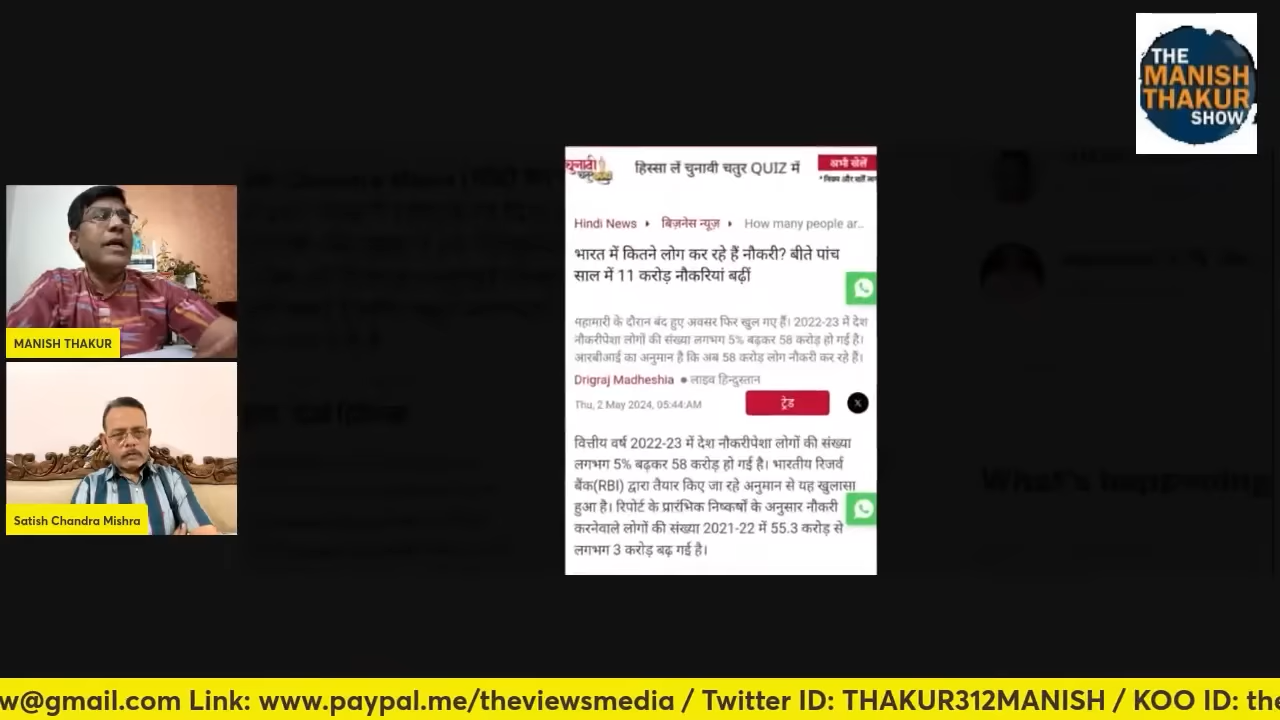 THE
MANISH
THAKUR
SHOW
MANISH THAKUR
Satish Chandra Mishra
चुनावी
हिस्सा लें चुनावी चतुर QUIZ में
अभी खेलें
Hindi News ▸ बिज़नेस न्यूज़ ▸ How many people ar..
भारत में कितने लोग कर रहे हैं नौकरी? बीते पांच
साल में 11 करोड़ नौकरियां बढ़ीं
महामारी के दौरान बंद हुए अवसर फिर खुल गए हैं। 2022-23 में देश
नौकरीपेशा लोगों की संख्या लगभग 5% बढ़कर 58 करोड़ हो गई है।
आरबीआई का अनुमान है कि अब 58 करोड़ लोग नौकरी कर रहे हैं।
Drigraj Madheshia ● लाइव हिन्दुस्तान
Thu, 2 May 2024, 05:44AM
ट्रेड
X
वित्तीय वर्ष 2022-23 में देश नौकरीपेशा लोगों की संख्या
लगभग 5% बढ़कर 58 करोड़ हो गई है। भारतीय रिजर्व
बैंक(RBI) द्वारा तैयार किए जा रहे अनुमान से यह खुलासा
हुआ है। रिपोर्ट के प्रारंभिक निष्कर्षों के अनुसार नौकरी
करनेवाले लोगों की संख्या 2021-22 में 55.3 करोड़ से
लगभग 3 करोड़ बढ़ गई है।
What's happening
w@gmail.com Link: www.paypal.me/theviewsmedia / Twitter ID: THAKUR312MANISH / KOO ID: the